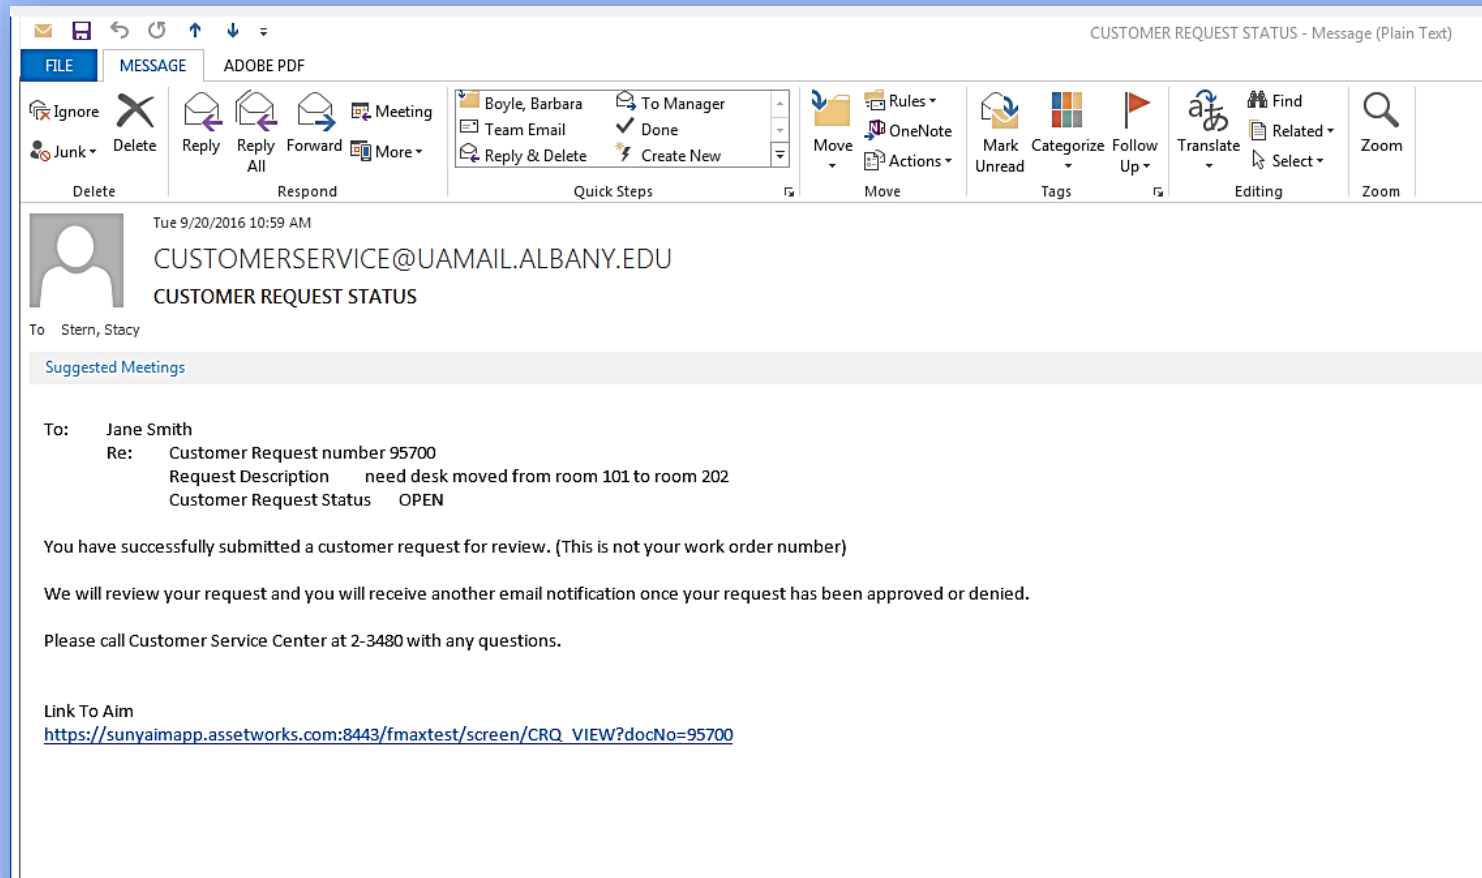 CUSTOMER REQUEST STATUS - Message (Plain Text)
FILE MESSAGE ADOBE PDF
Ignore
Junk
Delete
Delete
Reply
Reply All
Forward
Meeting
More
Respond
Boyle, Barbara
To Manager
Team Email
Done
Reply & Delete
Create New
Quick Steps
Move
Rules
OneNote
Actions
Move
Mark Unread
Categorize
Follow Up
Tags
Translate
Find
Related
Select
Editing
Zoom
Zoom
Tue 9/20/2016 10:59 AM
CUSTOMERSERVICE@UAMAIL.ALBANY.EDU
CUSTOMER REQUEST STATUS
To Stern, Stacy
Suggested Meetings
To: Jane Smith
Re: Customer Request number 95700
Request Description need desk moved from room 101 to room 202
Customer Request Status OPEN
You have successfully submitted a customer request for review. (This is not your work order number)
We will review your request and you will receive another email notification once your request has been approved or denied.
Please call Customer Service Center at 2-3480 with any questions.
Link To Aim
https://sunyaimapp.assetworks.com:8443/fmaxtest/screen/CRQ_VIEW?docNo=95700